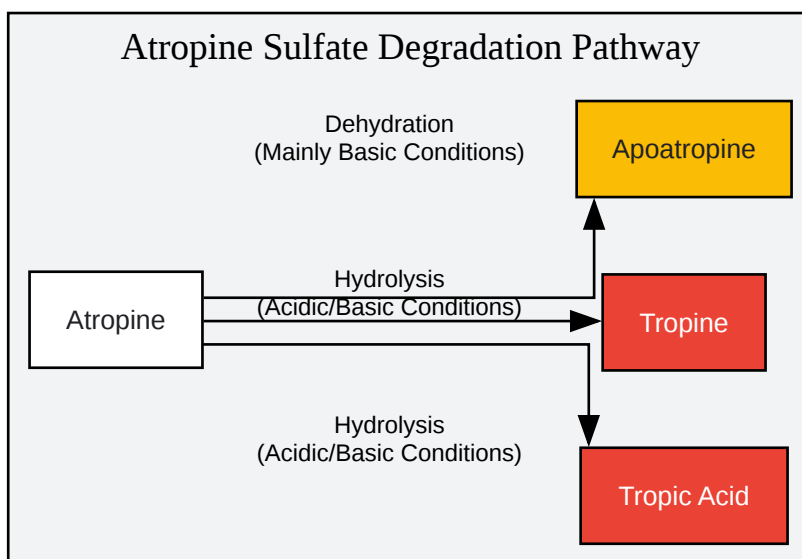 Atropine Sulfate Degradation Pathway
Dehydration
(Mainly Basic Conditions)
Apoatropine
Hydrolysis
(Acidic/Basic Conditions)
Atropine
Tropine
Hydrolysis
(Acidic/Basic Conditions)
Tropic Acid